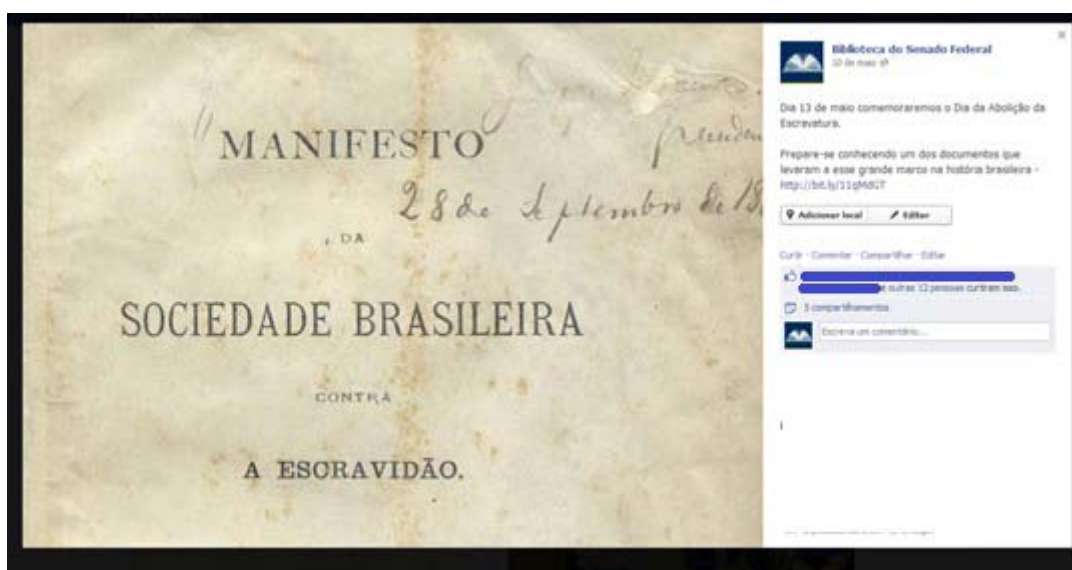 MANIFESTO
28 de Septembro de 18
DA
SOCIEDADE BRASILEIRA
CONTRA
A ESCRAVIDÃO.
Biblioteca do Senado Federal
10 de maio
Dia 13 de maio comemoraremos o Dia da Abolição da
Escravatura.
Prepare-se conhecendo um dos documentos que
levaram a esse grande marco na história brasileira -
http://bit.ly/11qMdGT
Adicionar local Editar
Curtir · Comentar · Compartilhar · Editar
e outras 12 pessoas curtiram isso.
5 compartilhamentos
Escreva um comentário...